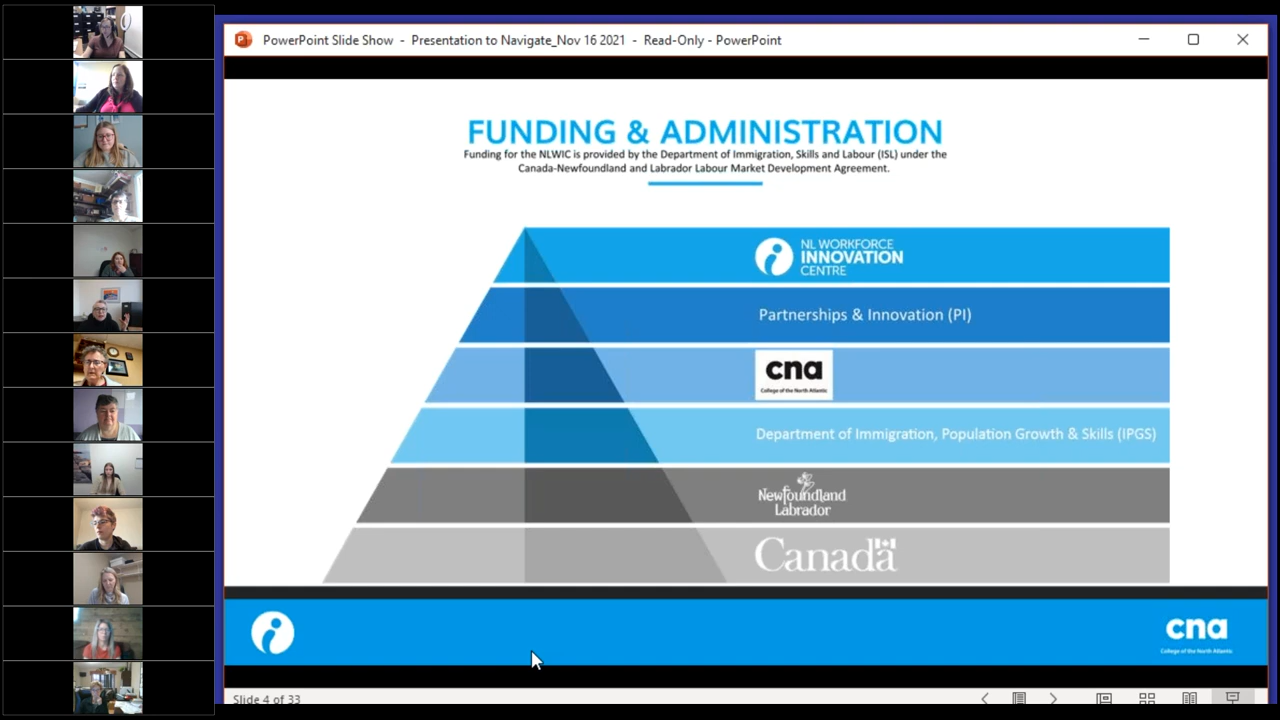 PowerPoint Slide Show - Presentation to Navigate_Nov 16 2021 - Read-Only - PowerPoint
FUNDING & ADMINISTRATION
Funding for the NLWIC is provided by the Department of Immigration, Skills and Labour (ISL) under the
Canada-Newfoundland and Labrador Labour Market Development Agreement.
NL WORKFORCE
INNOVATION
CENTRE
Partnerships & Innovation (PI)
cna
College of the North Atlantic
Department of Immigration, Population Growth & Skills (IPGS)
Newfoundland
Labrador
Canada
cna
College of the North Atlantic
Slide 4 of 33